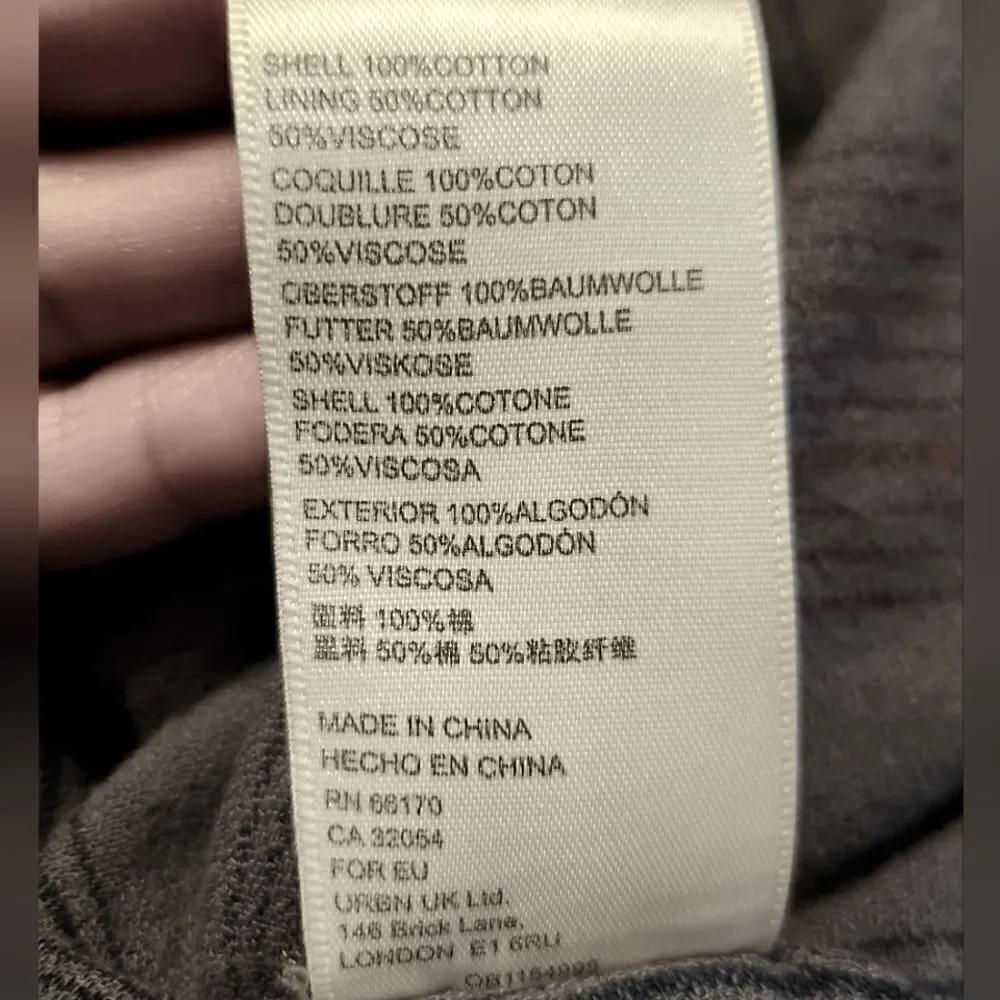 SHELL 100%COTTON
LINING 50%COTTON
50%VISCOSE
COQUILLE 100%COTON
DOUBLURE 50%COTON
50%VISCOSE
OBERSTOFF 100%BAUMWOLLE
FUTTER 50%BAUMWOLLE
50%VISKOSE
SHELL 100%COTONE
FODERA 50%COTONE
50%VISCOSA
EXTERIOR 100%ALGODÓN
FORRO 50%ALGODÓN
50% VISCOSA
面料 100%棉
里料 50%棉 50%粘胶纤维
MADE IN CHINA
HECHO EN CHINA
RN 66170
CA 32054
FOR EU
URBN UK Ltd.
146 Brick Lane,
LONDON E1 6RU